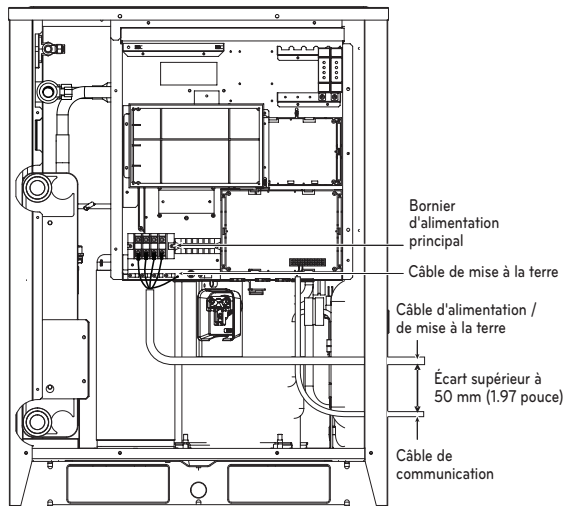 Bornier
d'alimentation
principal
Câble de mise à la terre
Câble d'alimentation /
de mise à la terre
Écart supérieur à
50 mm (1.97 pouce)
Câble de
communication